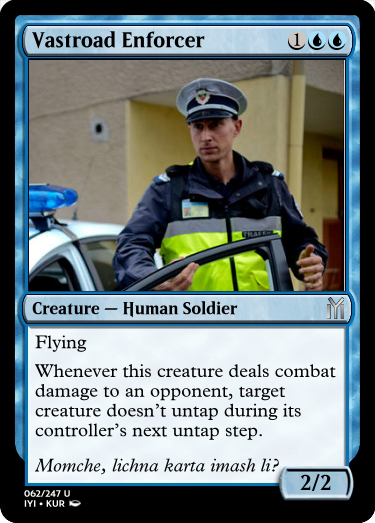 Vastroad Enforcer 1
TRAFFIC
Creature — Human Soldier
Flying
Whenever this creature deals combat
damage to an opponent, target
creature doesn't untap during its
controller's next untap step.
Momche, lichna karta imash li?
2/2
062/247 U
IYI • KUR